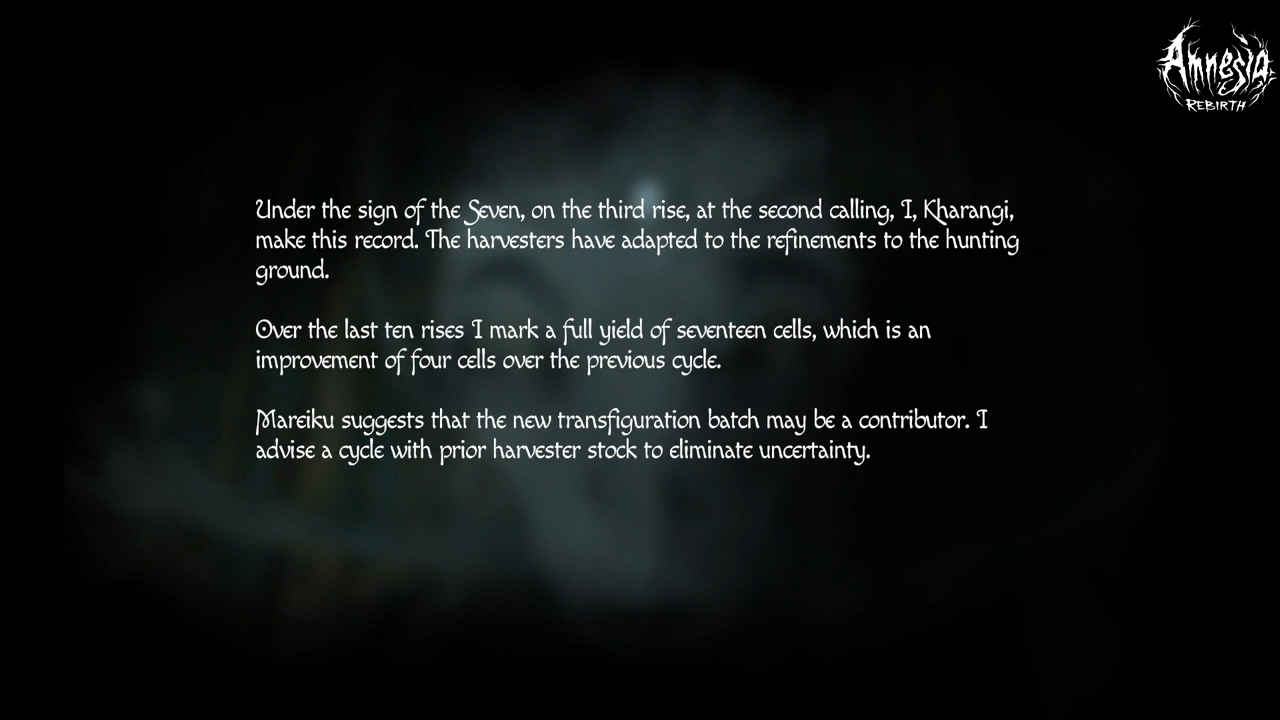 Amnesia
REBIRTH
Under the sign of the Seven, on the third rise, at the second calling, I, Kharangi,
make this record. The harvesters have adapted to the refinements to the hunting
ground.
Over the last ten rises I mark a full yield of seventeen cells, which is an
improvement of four cells over the previous cycle.
Mareiku suggests that the new transfiguration batch may be a contributor. I
advise a cycle with prior harvester stock to eliminate uncertainty.